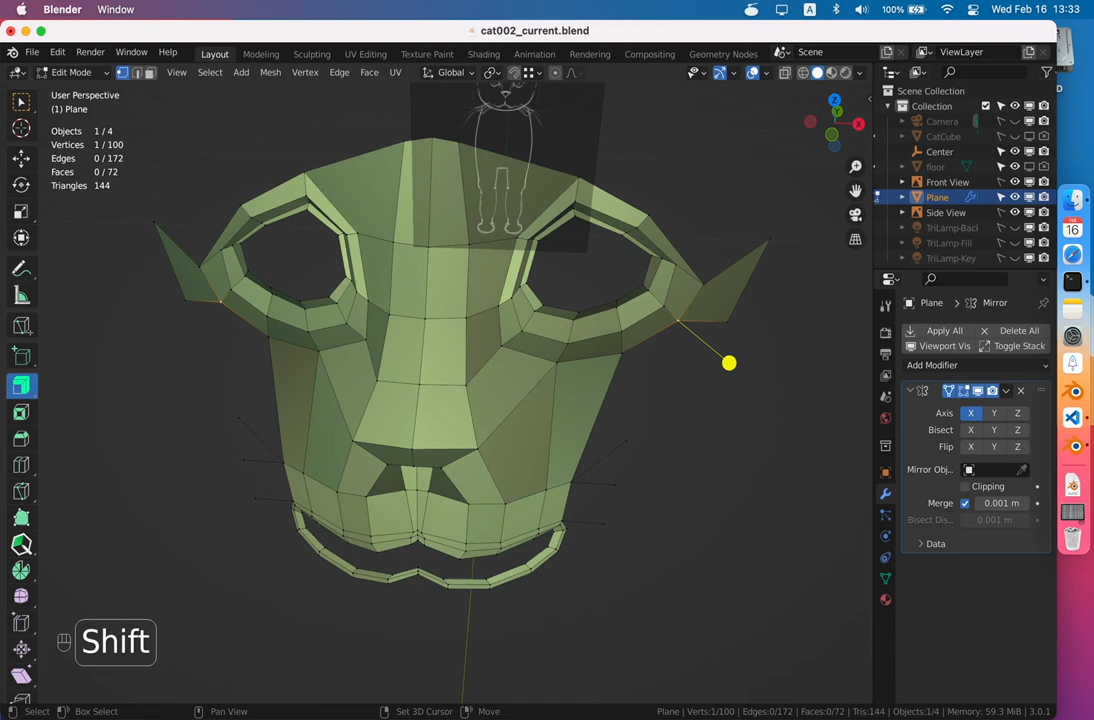 Blender Window
A
100%
Wed Feb 16 13:33
cat002_current.blend
File Edit Render Window Help
Layout Modeling Sculpting UV Editing Texture Paint Shading Animation Rendering Compositing Geometry Nodes
Scene
ViewLayer
Edit Mode
View Select Add Mesh Vertex Edge Face UV
Global
User Perspective
(1) Plane
Objects 1 / 4
Vertices 1 / 100
Edges 0 / 172
Faces 0 / 72
Triangles 144
Z
Y
X
Scene Collection
Collection
Camera
CatCube
Center
floor
Front View
Plane
Side View
TriLamp-Back
TriLamp-Fill
TriLamp-Key
FEB
16
Plane > Mirror
Apply All Delete All
Viewport Vis Toggle Stack
Add Modifier
Axis X Y Z
Bisect X Y Z
Flip X Y Z
Mirror Obj..
Clipping
Merge 0.001 m
Bisect Dis... 0.001 m
Data
Shift
Select Box Select Pan View Set 3D Cursor Move
Plane | Verts:1/100 | Edges:0/172 | Faces:0/72 | Tris:144 | Objects:1/4 | Memory: 59.3 MiB | 3.0.1